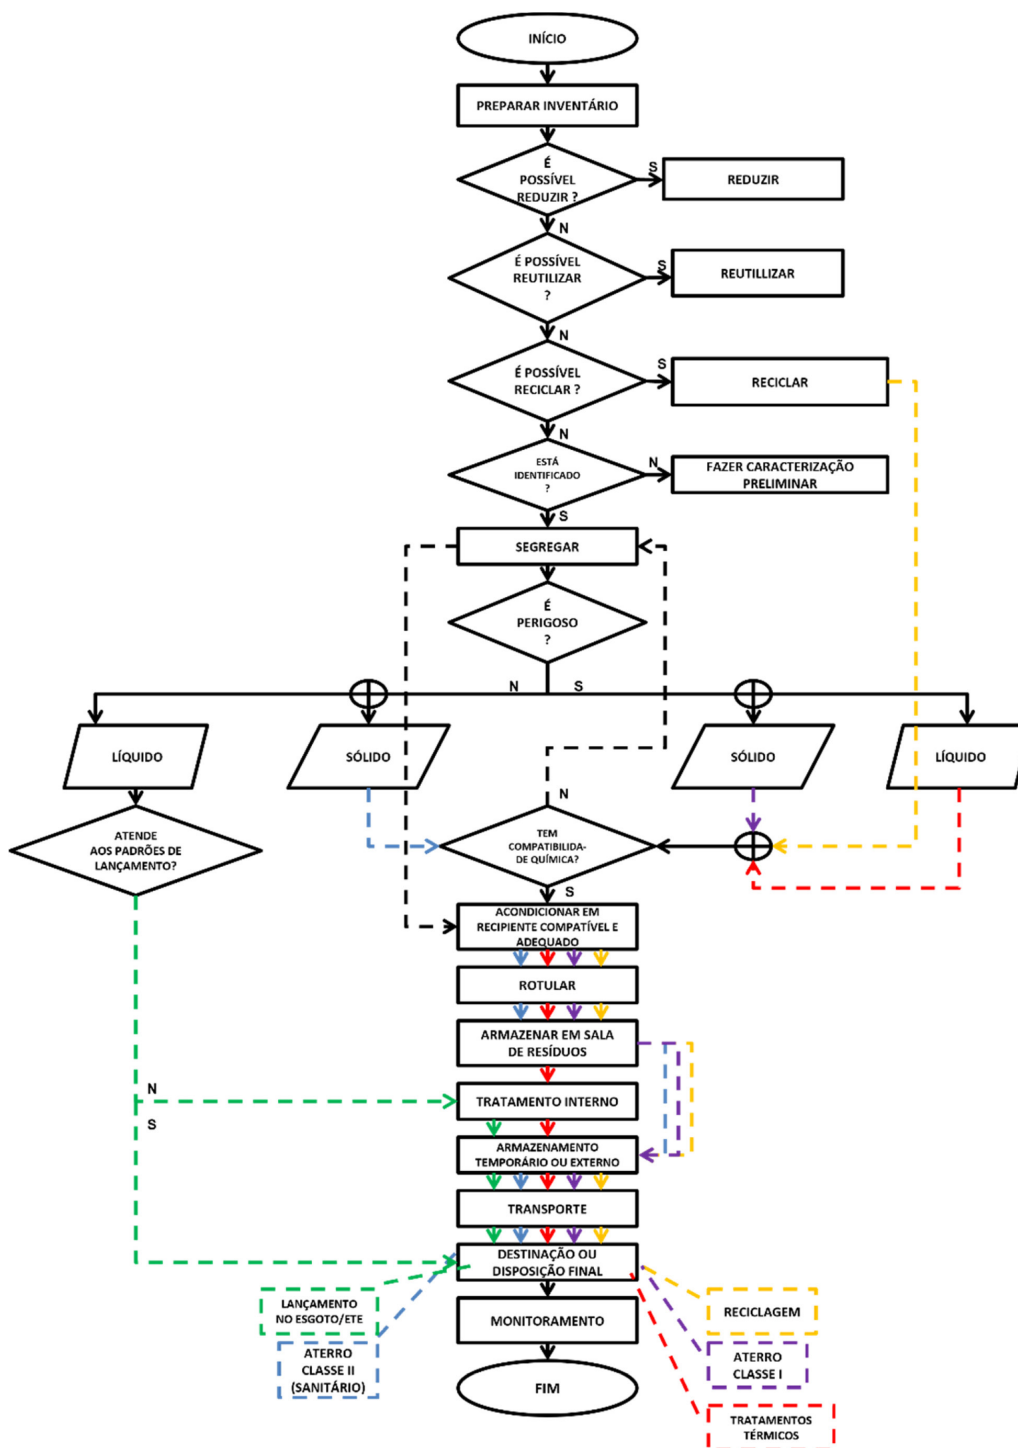 INÍCIO
PREPARAR INVENTÁRIO
É
POSSÍVEL
REDUZIR ?
S
REDUZIR
N
É POSSÍVEL
REUTILIZAR
?
S
REUTILLIZAR
N
É POSSÍVEL
RECICLAR ?
S
RECICLAR
N
ESTÁ
IDENTIFICADO
?
N
FAZER CARACTERIZAÇÃO
PRELIMINAR
S
SEGREGAR
É
PERIGOSO
?
N
S
LÍQUIDO
SÓLIDO
SÓLIDO
LÍQUIDO
ATENDE
AOS PADRÕES DE
LANÇAMENTO?
N
TEM
COMPATIBILIDA-
DE QUÍMICA?
S
ACONDICIONAR EM
RECIPIENTE COMPATÍVEL E
ADEQUADO
ROTULAR
ARMAZENAR EM SALA
DE RESÍDUOS
N
TRATAMENTO INTERNO
S
ARMAZENAMENTO
TEMPORÁRIO OU EXTERNO
TRANSPORTE
DESTINAÇÃO OU
DISPOSIÇÃO FINAL
LANÇAMENTO
NO ESGOTO/ETE
MONITORAMENTO
RECICLAGEM
ATERRO
CLASSE II
(SANITÁRIO)
ATERRO
CLASSE I
FIM
TRATAMENTOS
TÉRMICOS